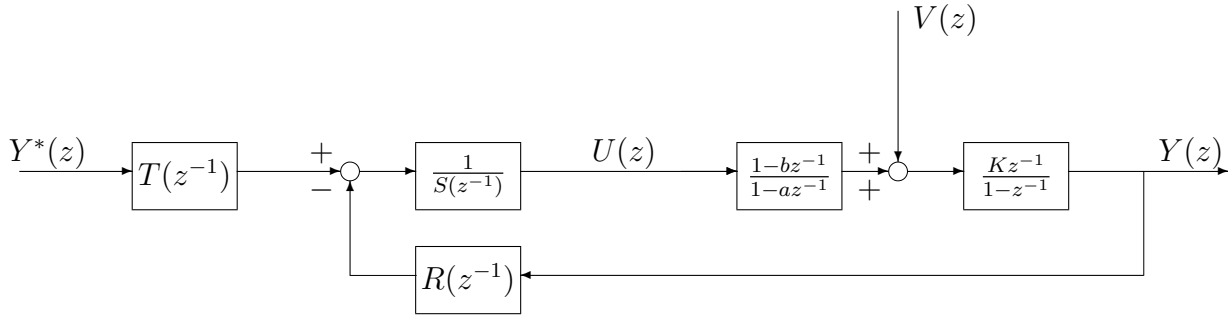 V(z)
Y*(z) T(z⁻¹) + − 1/S(z⁻¹) U(z) 1−bz⁻¹/1−az⁻¹ + + Kz⁻¹/1−z⁻¹ Y(z)
R(z⁻¹)